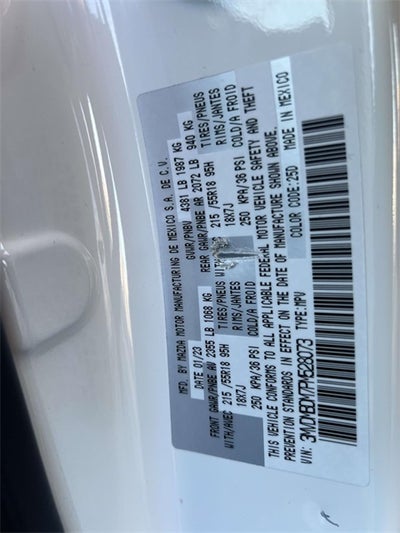 MFD. BY MAZDA MOTOR MANUFACTURING DE MEXICO S.A. DE C.V.
DATE 01/23 GVWR/PNBV 4381 LB 1987 KG
FRONT GAWR/PNBE AV 2355 LB 1068 KG REAR GAWR/PNBE AR 2072 LB 940 KG
WITH/AVEC 215 /55R18 95H TIRES/PNEUS WITH/AVEC 215 /55R18 95H TIRES/PNEUS
18X7J RIMS/JANTES 18X7J RIMS/JANTES
250 KPA/36 PSI COLD/A FROID 250 KPA/36 PSI COLD/A FROID
THIS VEHICLE CONFORMS TO ALL APPLICABLE FEDERAL MOTOR VEHICLE SAFETY AND THEFT
PREVENTION STANDARDS IN EFFECT ON THE DATE OF MANUFACTURE SHOWN ABOVE.
VIN: TYPE: MPV COLOR CODE: 25D MADE IN MEXICO